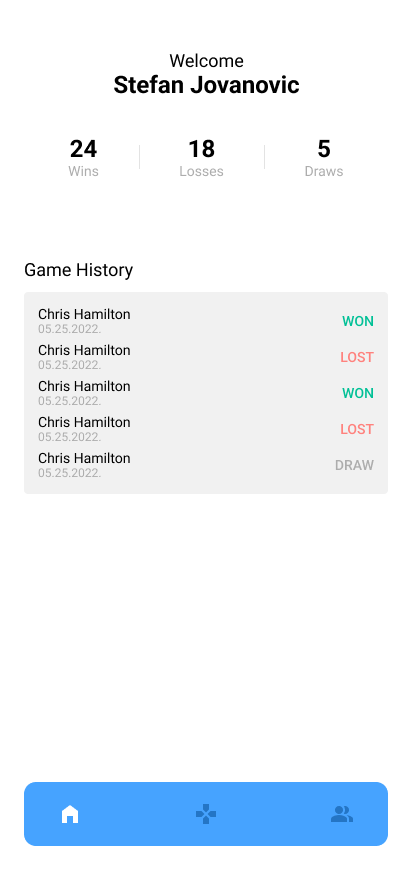 Welcome
Stefan Jovanovic
24 18 5
Wins Losses Draws
Game History
Chris Hamilton
05.25.2022.
WON
Chris Hamilton
05.25.2022.
LOST
Chris Hamilton
05.25.2022.
WON
Chris Hamilton
05.25.2022.
LOST
Chris Hamilton
05.25.2022.
DRAW